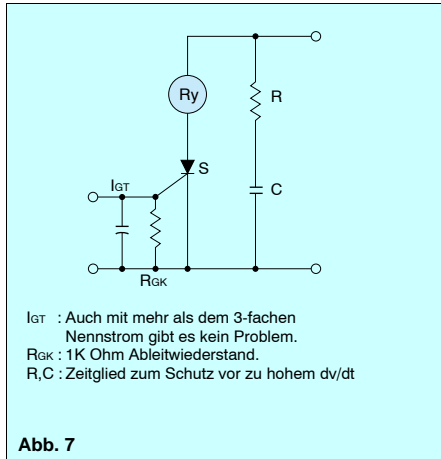 Ry
R
S
IGT
C
RGK
IGT : Auch mit mehr als dem 3-fachen
Nennstrom gibt es kein Problem.
RGK : 1K Ohm Ableitwiederstand.
R,C : Zeitglied zum Schutz vor zu hohem dv/dt
Abb. 7